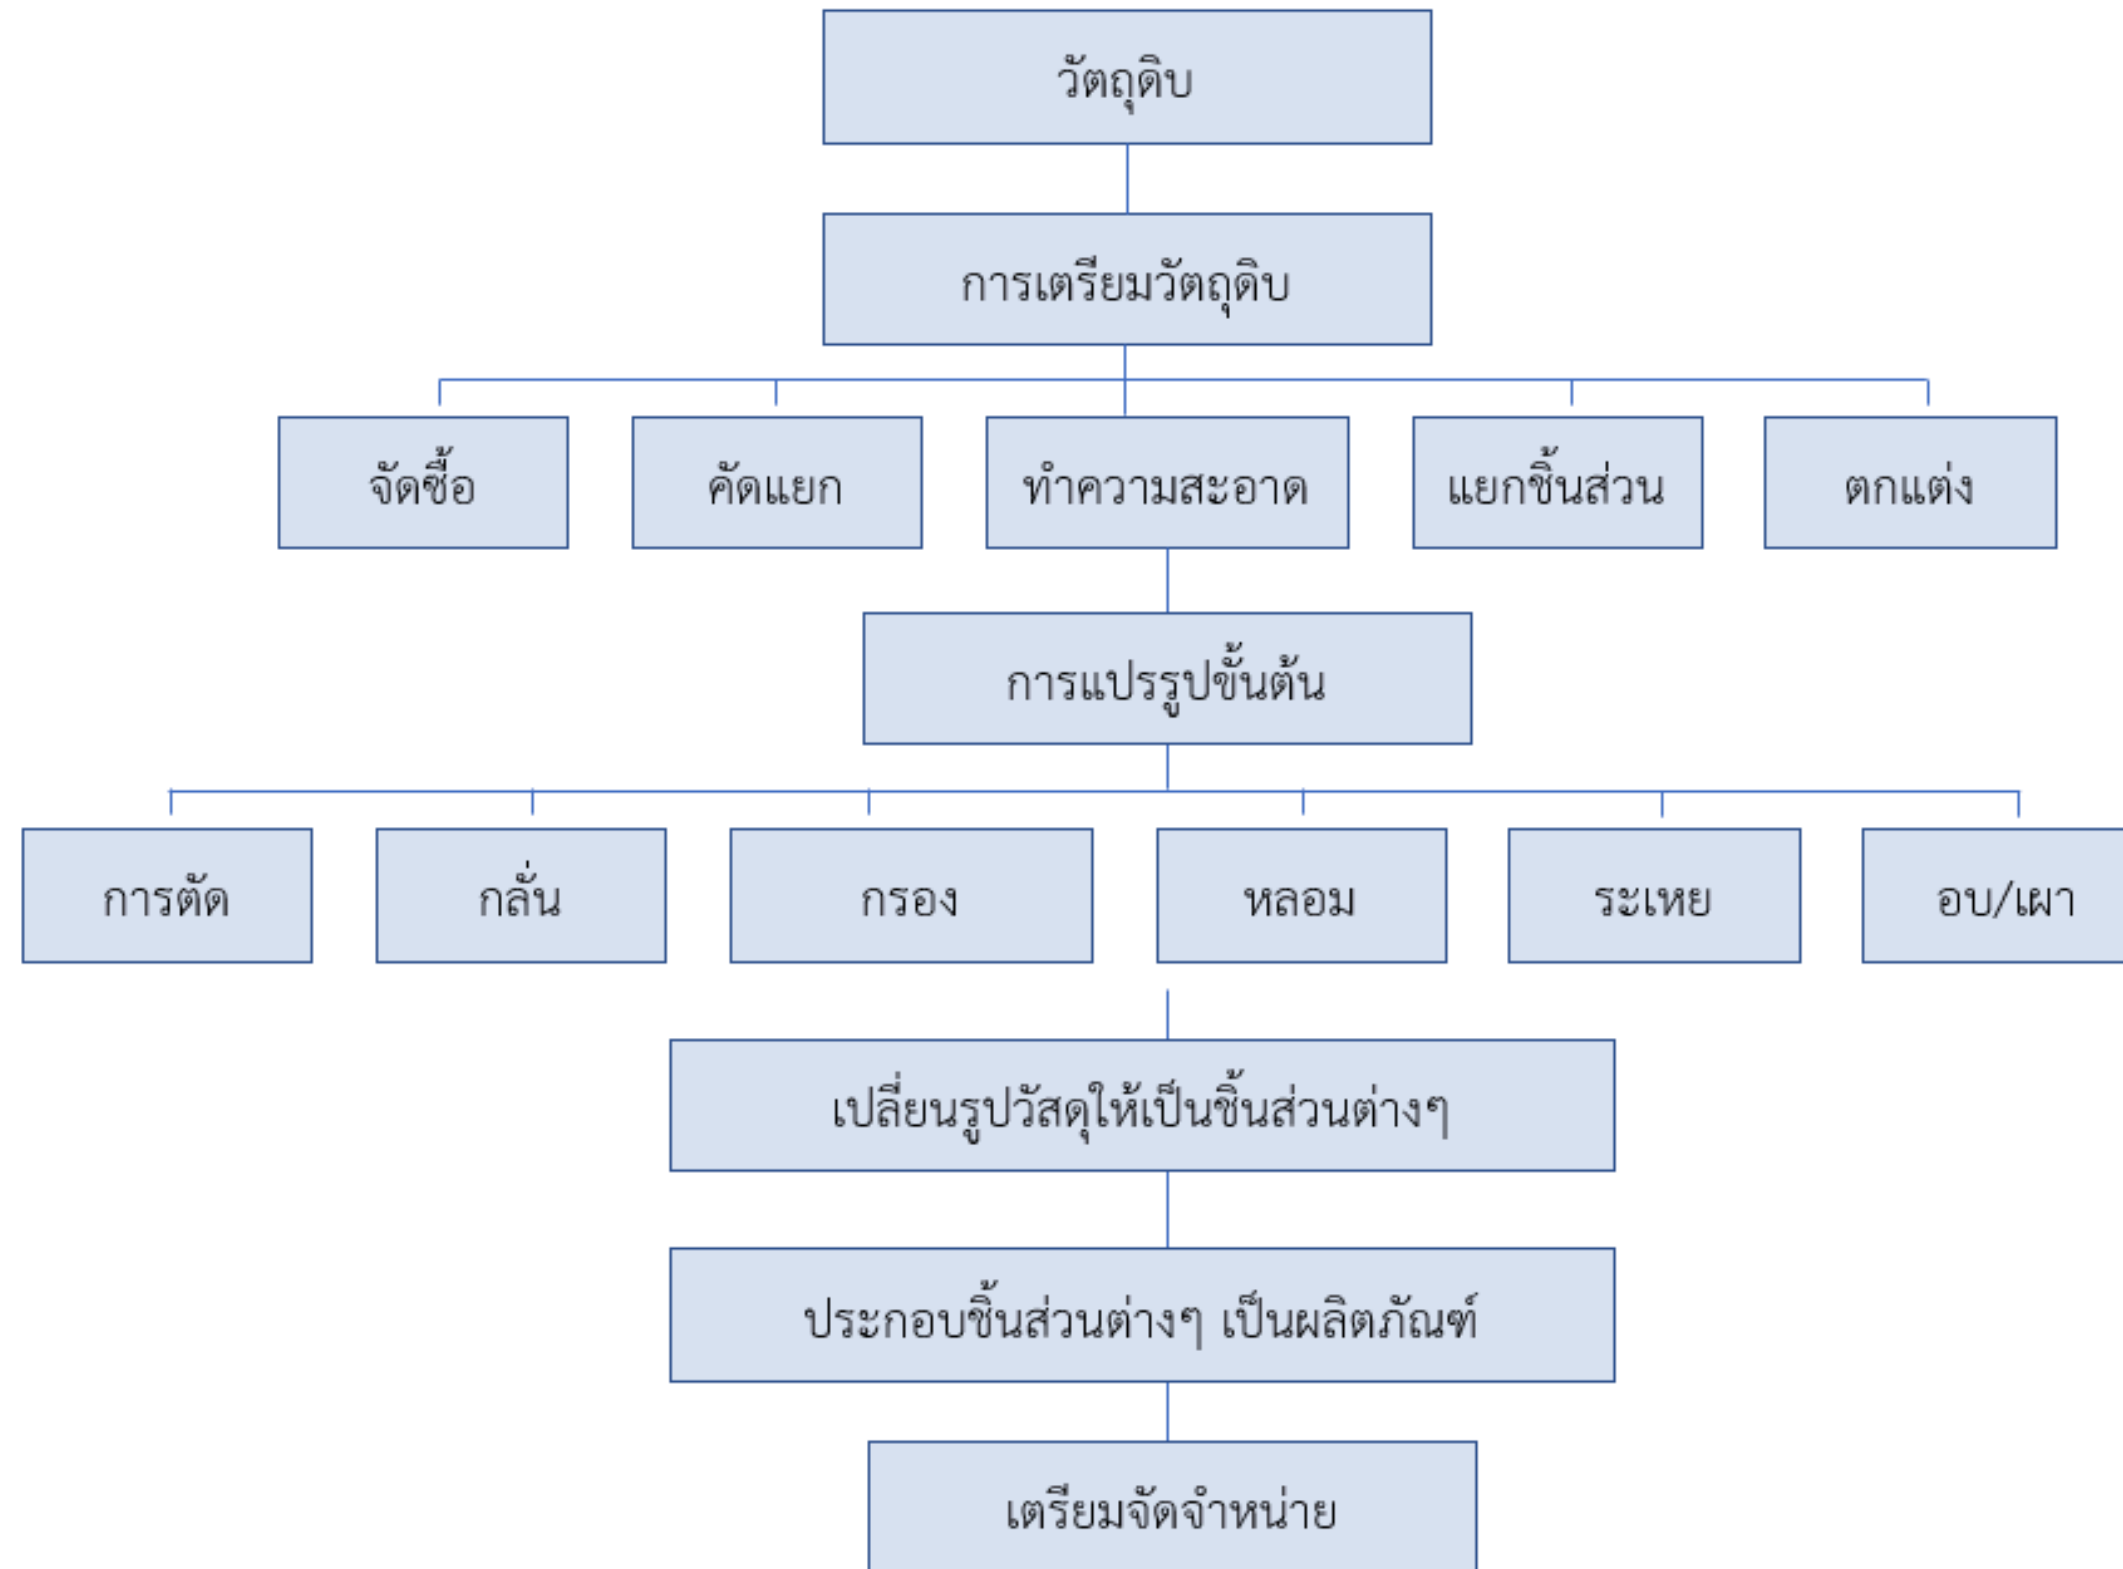 วัตถุดิบ
การเตรียมวัตถุดิบ
จัดซื้อ
คัดแยก
ทำความสะอาด
แยกชิ้นส่วน
ตกแต่ง
การแปรรูปขั้นต้น
การตัด
กลั่น
กรอง
หลอม
ระเหย
อบ/เผา
เปลี่ยนรูปวัสดุให้เป็นชิ้นส่วนต่างๆ
ประกอบชิ้นส่วนต่างๆ เป็นผลิตภัณฑ์
เตรียมจัดจำหน่าย